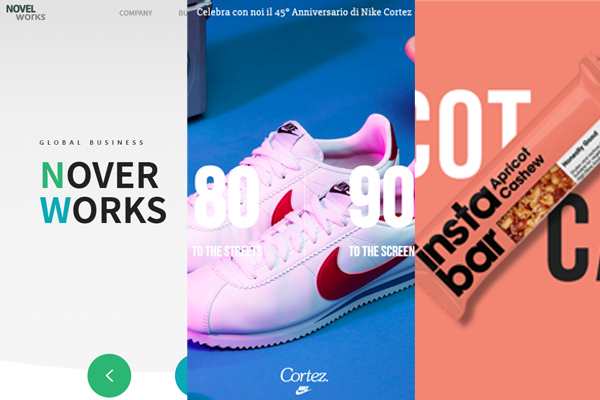 NOVEL
works
COMPANY
BU
GLOBAL BUSINESS
NOVER
WORKS
Celebra con noi il 45° Anniversario di Nike Cortez
80
TO THE STREETS
90
TO THE SCREEN
Cortez.
NIKE
COT
CA
insta
bar
Apricot
Cashew
Honestly Good